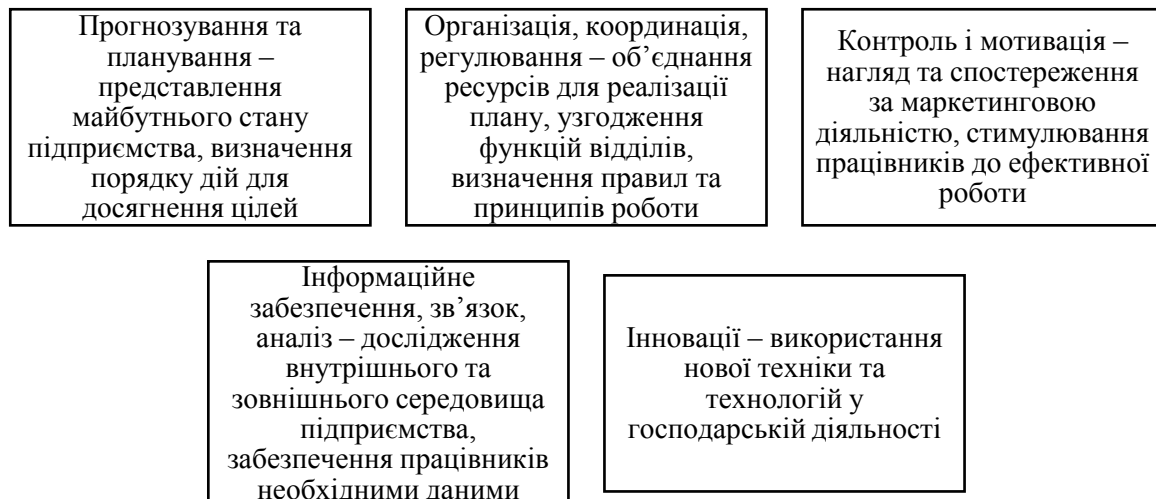 Прогнозування та
планування –
представлення
майбутнього стану
підприємства, визначення
порядку дій для
досягнення цілей
Організація, координація,
регулювання – об’єднання
ресурсів для реалізації
плану, узгодження
функцій відділів,
визначення правил та
принципів роботи
Контроль і мотивація –
нагляд та спостереження
за маркетинговою
діяльністю, стимулювання
працівників до ефективної
роботи
Інформаційне
забезпечення, зв’язок,
аналіз – дослідження
внутрішнього та
зовнішнього середовища
підприємства,
забезпечення працівників
необхідними даними
Інновації – використання
нової техніки та
технологій у
господарській діяльності